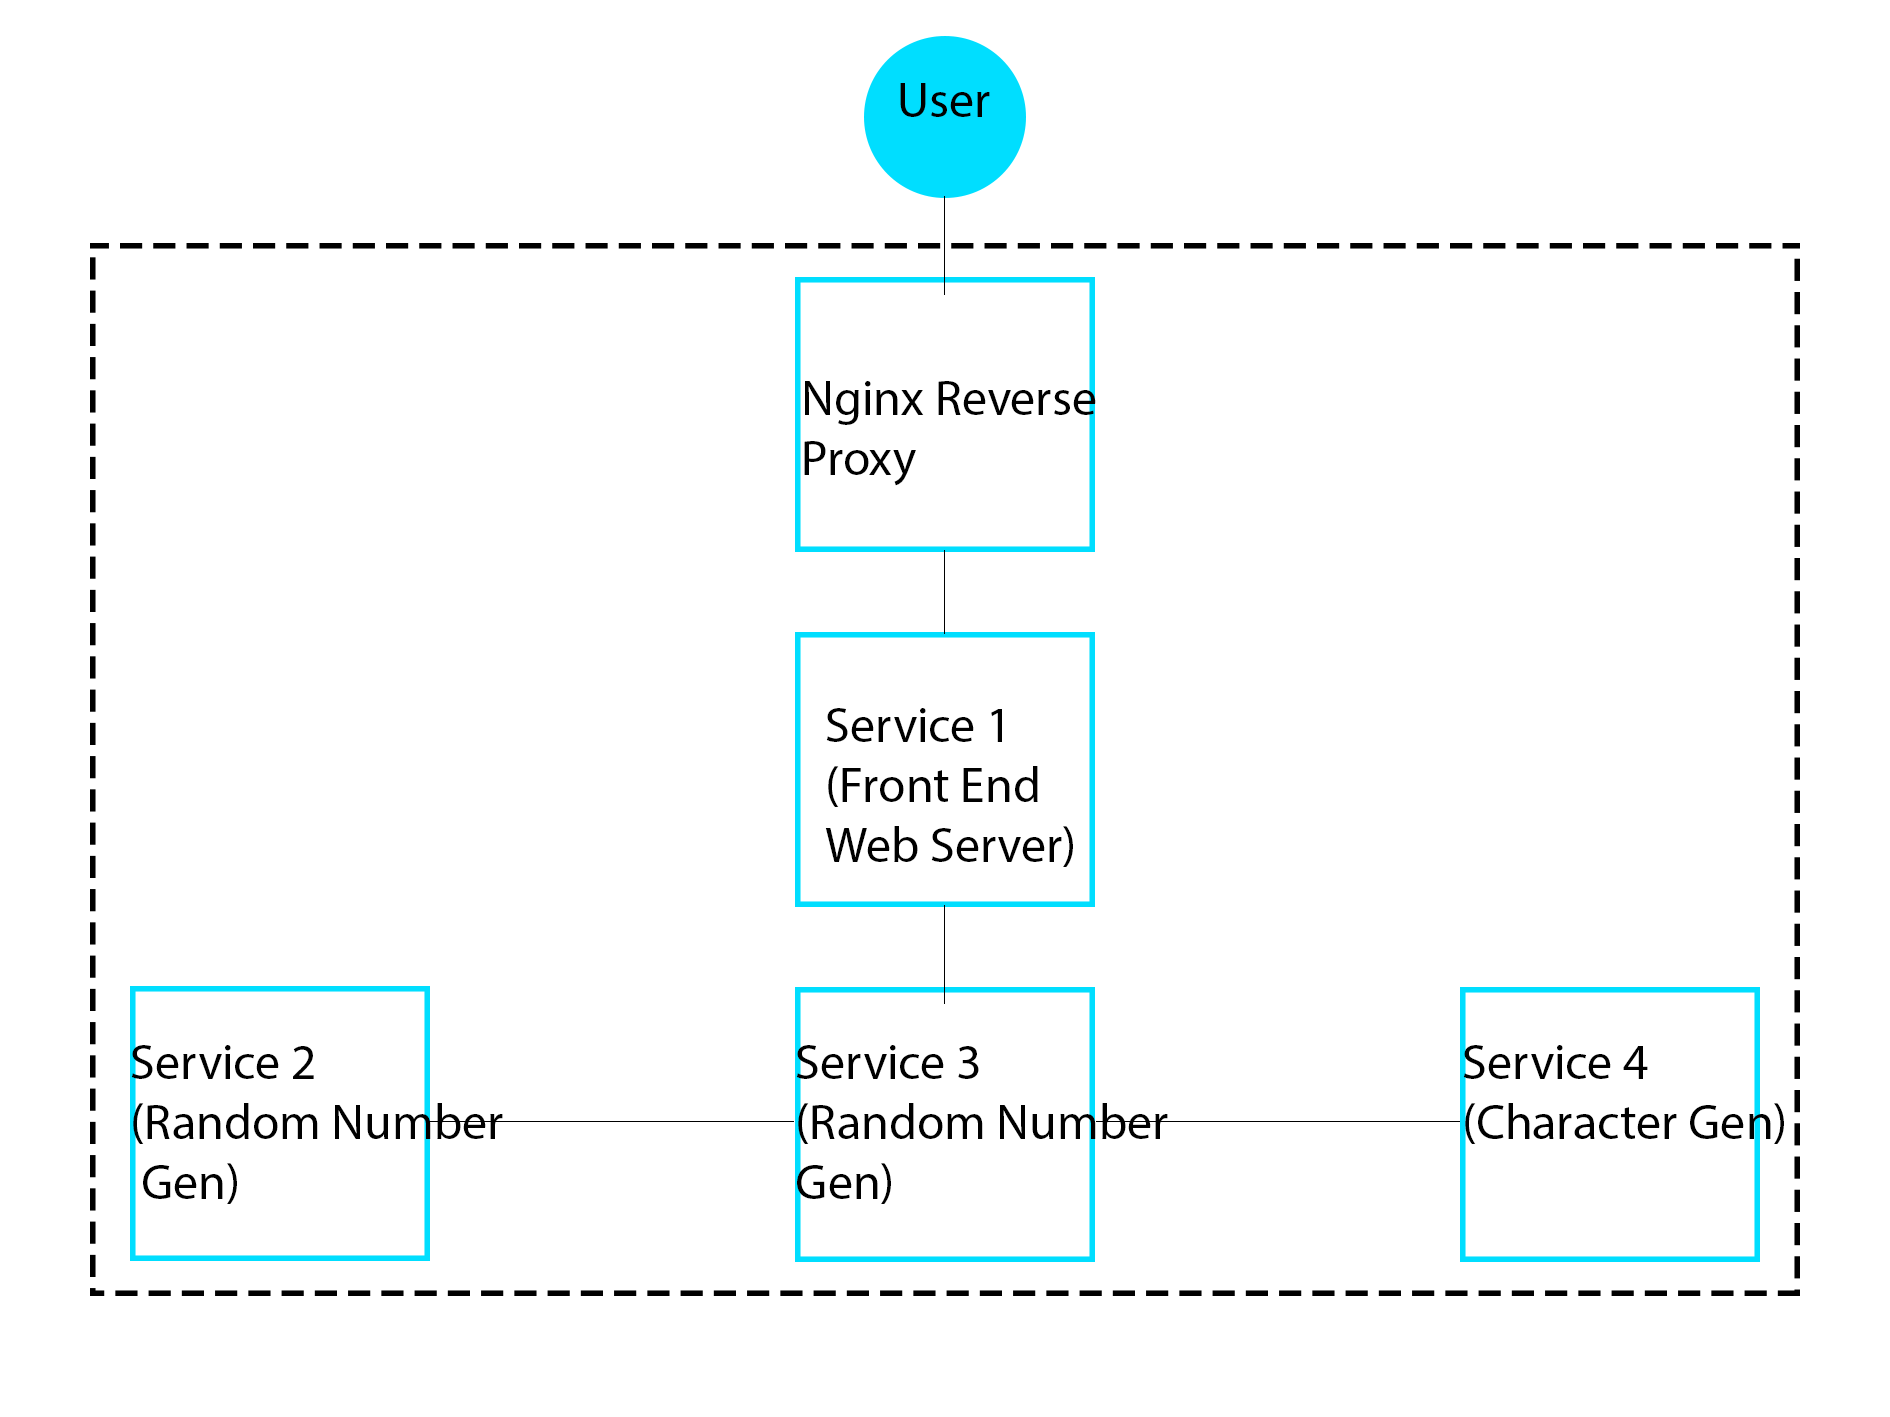 User
Nginx Reverse
Proxy
Service 1
(Front End
Web Server)
Service 2
(Random Number
Gen)
Service 3
(Random Number
Gen)
Service 4
(Character Gen)